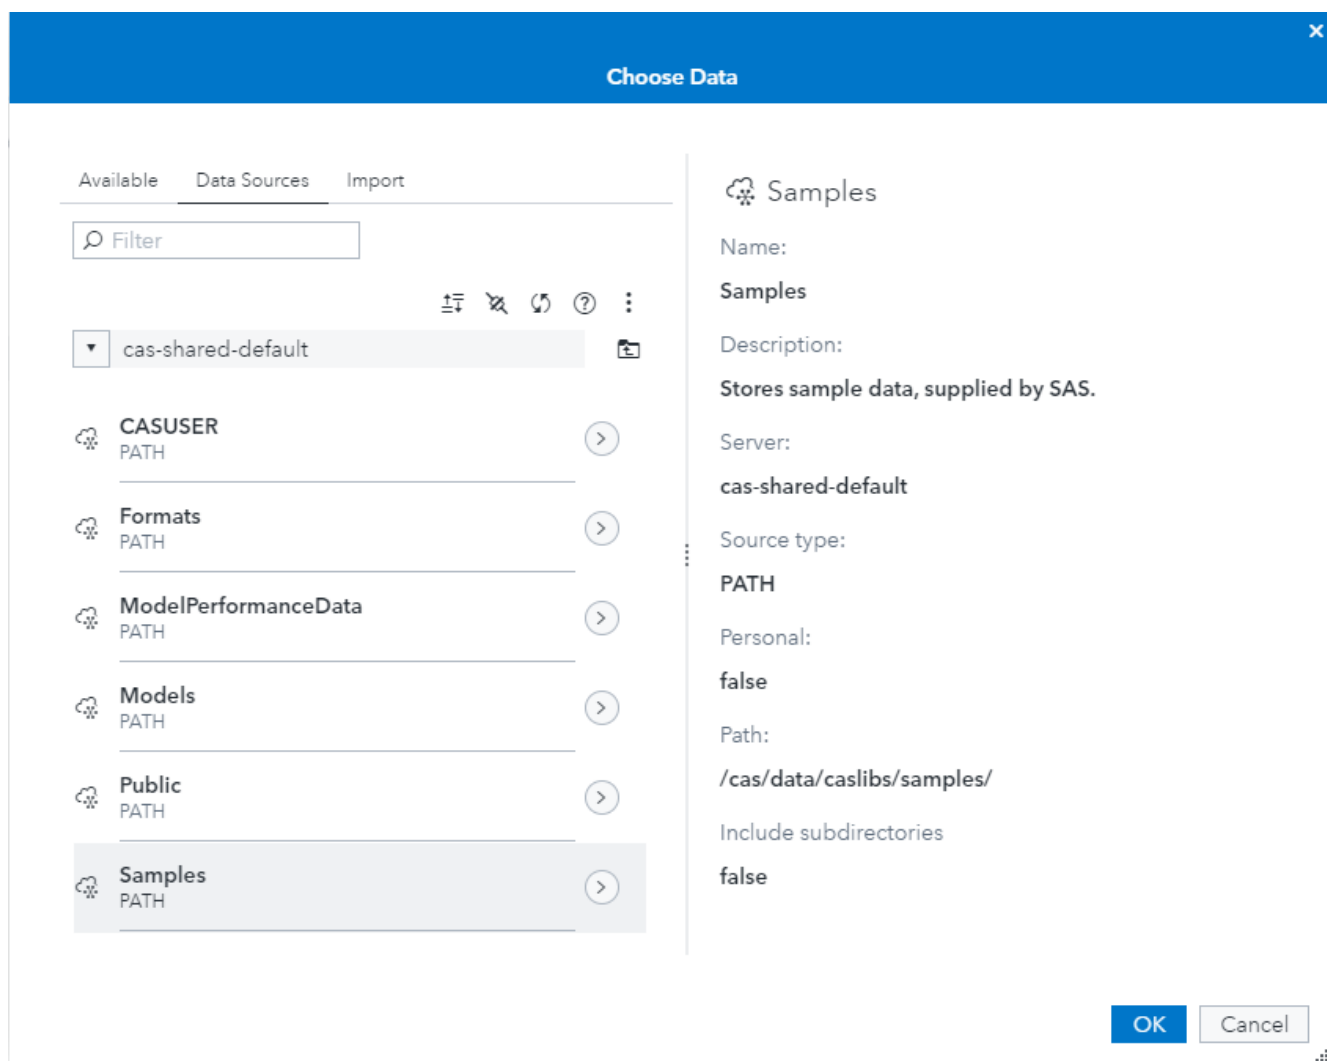 Choose Data
Available Data Sources Import
Filter
cas-shared-default
CASUSER
PATH
Formats
PATH
ModelPerformanceData
PATH
Models
PATH
Public
PATH
Samples
PATH
Samples
Name:
Samples
Description:
Stores sample data, supplied by SAS.
Server:
cas-shared-default
Source type:
PATH
Personal:
false
Path:
/cas/data/caslibs/samples/
Include subdirectories
false
OK Cancel